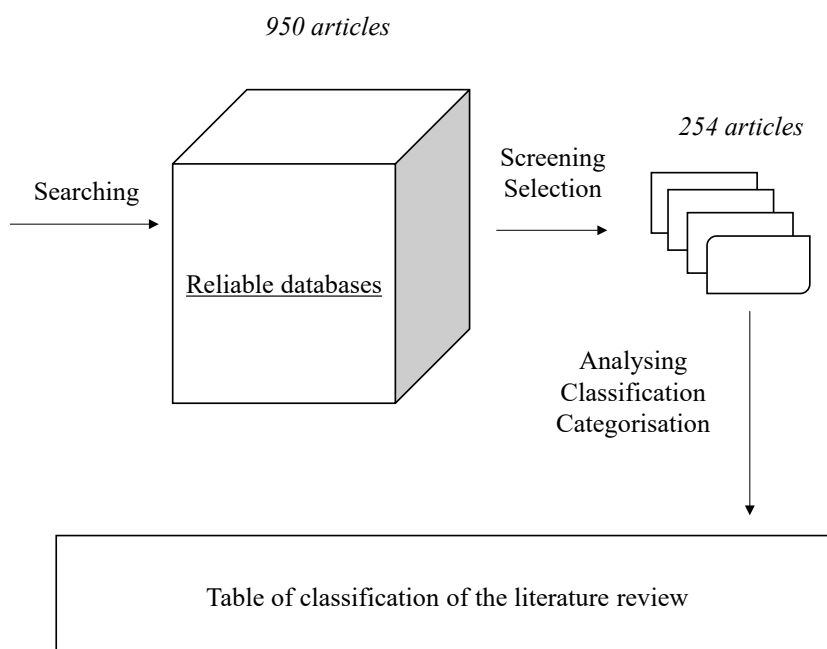 950 articles
Searching
Reliable databases
Screening
Selection
254 articles
Analysing
Classification
Categorisation
Table of classification of the literature review